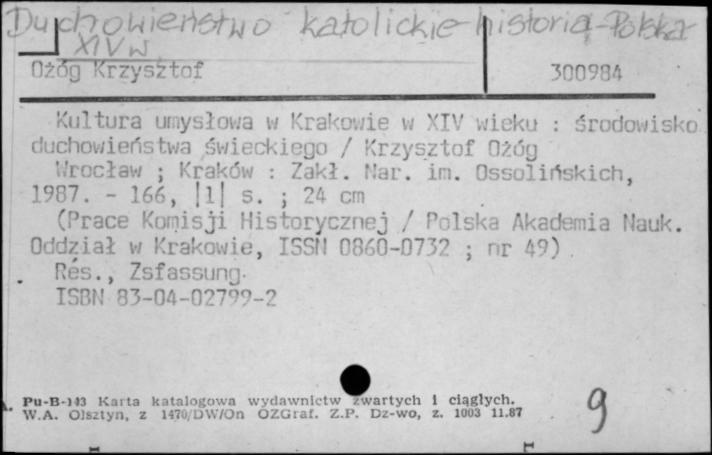 Duchowieństwo katolickie-historia-Polska
XIV w
Ożóg Krzysztof 300984
Kultura umysłowa w Krakowie w XIV wieku : środowisko
duchowieństwa świeckiego / Krzysztof Ożóg
Wrocław ; Kraków : Zakł. Nar. im. Ossolińskich,
1987. - 166, |1| s. ; 24 cm
(Prace Komisji Historycznej / Polska Akademia Nauk.
Oddział w Krakowie, ISSN 0860-0732 ; nr 49)
Rés., Zsfassung.
ISBN 83-04-02799-2
Pu-B-143 Karta katalogowa wydawnictw zwartych i ciągłych.
W.A. Olsztyn, z 1470/DW/On OZGraf. Z.P. Dz-wo, z. 1003 11.87
9